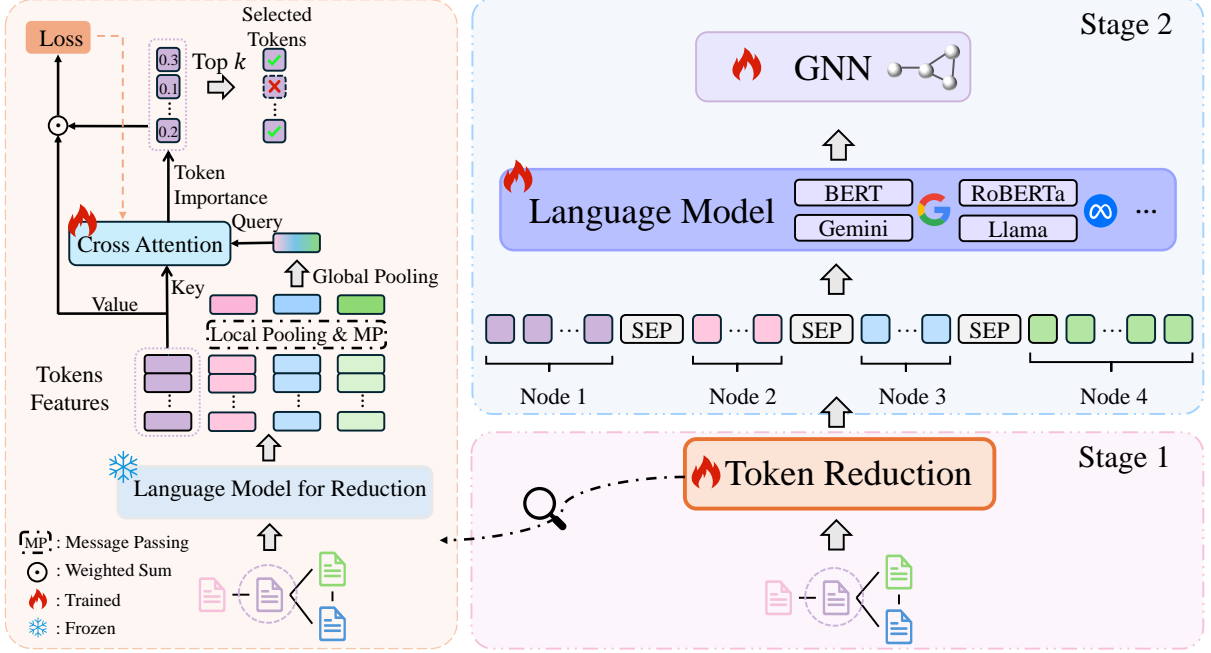 Loss
0.3
0.1
0.2
Top k
Selected
Tokens
Token
Importance
Query
Cross Attention
Global Pooling
Value
Key
Local Pooling & MP
Tokens
Features
Language Model for Reduction
MP : Message Passing
: Weighted Sum
: Trained
: Frozen
Stage 2
GNN
Language Model
BERT
Gemini
RoBERTa
Llama
...
SEP
SEP
SEP
Node 1
Node 2
Node 3
Node 4
Stage 1
Token Reduction